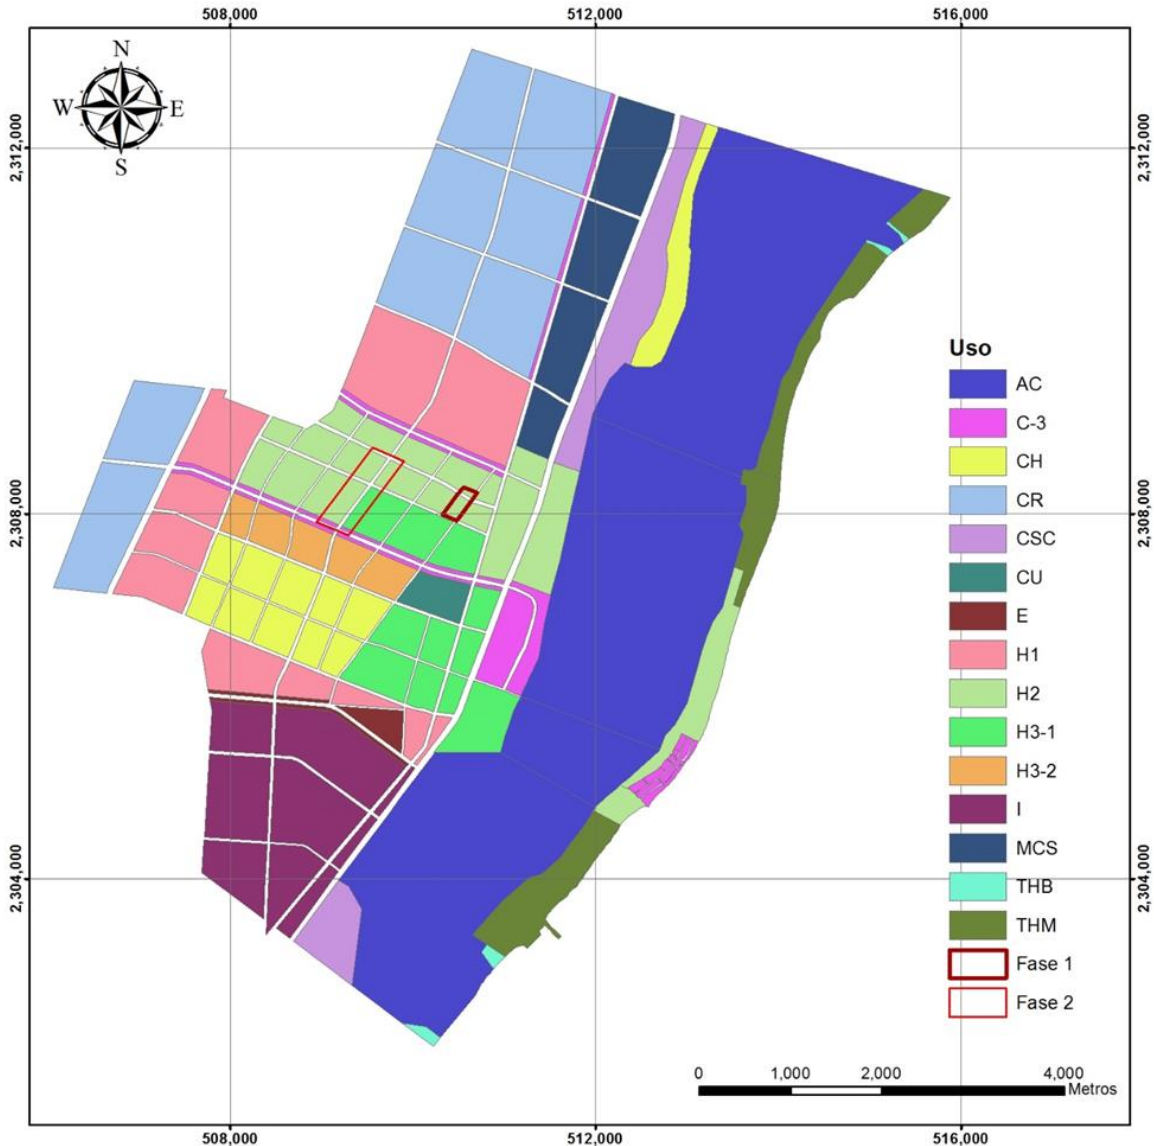 508,000 512,000 516,000
N
W E
S
2,312,000 2,312,000
2,308,000 2,308,000
2,304,000 2,304,000
Uso
AC
C-3
CH
CR
CSC
CU
E
H1
H2
H3-1
H3-2
I
MCS
THB
THM
Fase 1
Fase 2
0 1,000 2,000 4,000
Metros
508,000 512,000 516,000